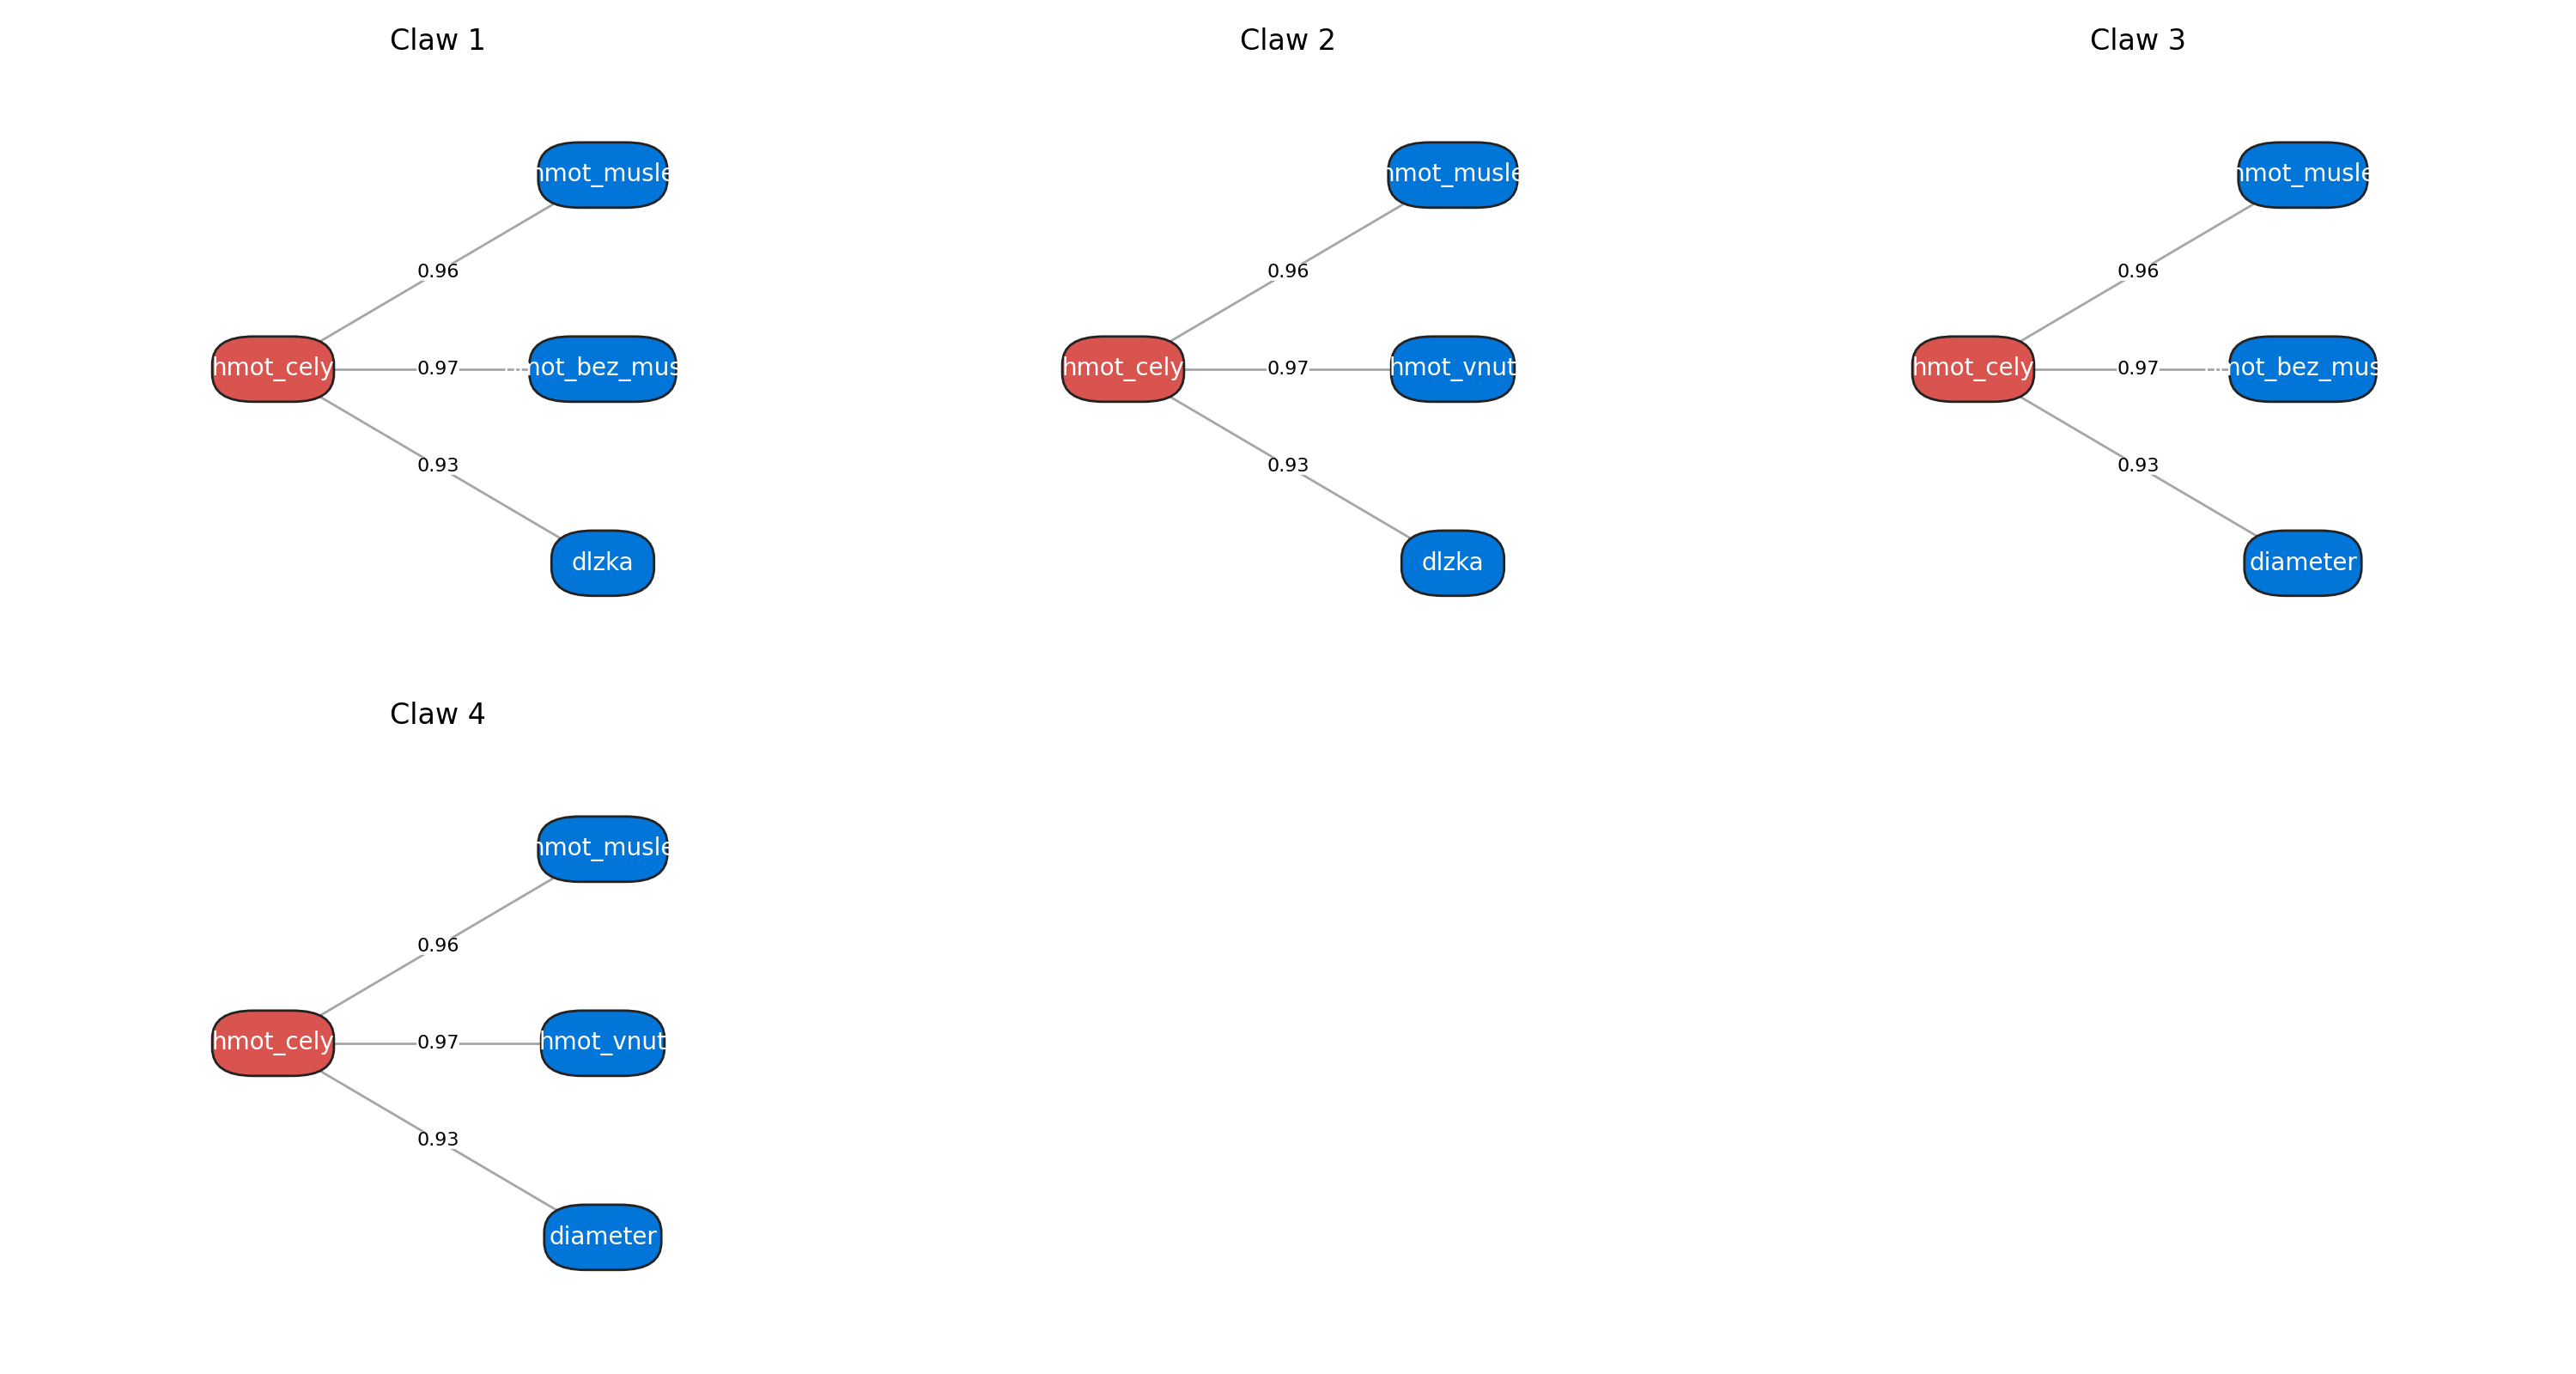 Claw 1
Claw 2
Claw 3
hmot_musle
hmot_musle
hmot_musle
0.96
0.96
0.96
hmot_cely
0.97
hmot_bez_mus
hmot_cely
0.97
hmot_vnut
hmot_cely
0.97
hmot_bez_mus
0.93
0.93
0.93
dlzka
dlzka
diameter
Claw 4
hmot_musle
0.96
hmot_cely
0.97
hmot_vnut
0.93
diameter